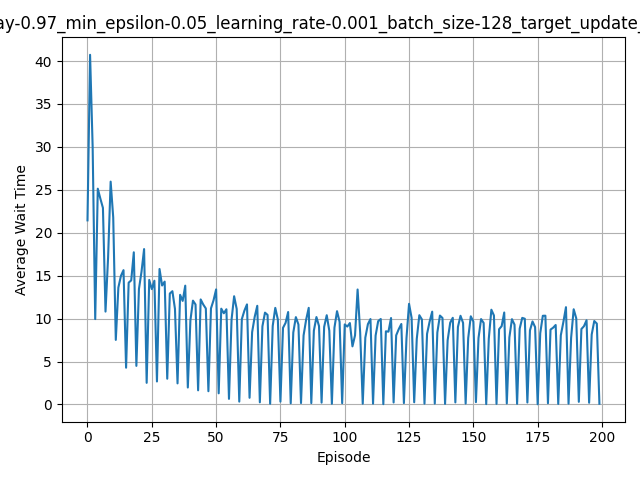 ay-0.97_min_epsilon-0.05_learning_rate-0.001_batch_size-128_target_update_
40
35
30
25
20
15
10
5
0
Average Wait Time
0 25 50 75 100 125 150 175 200
Episode